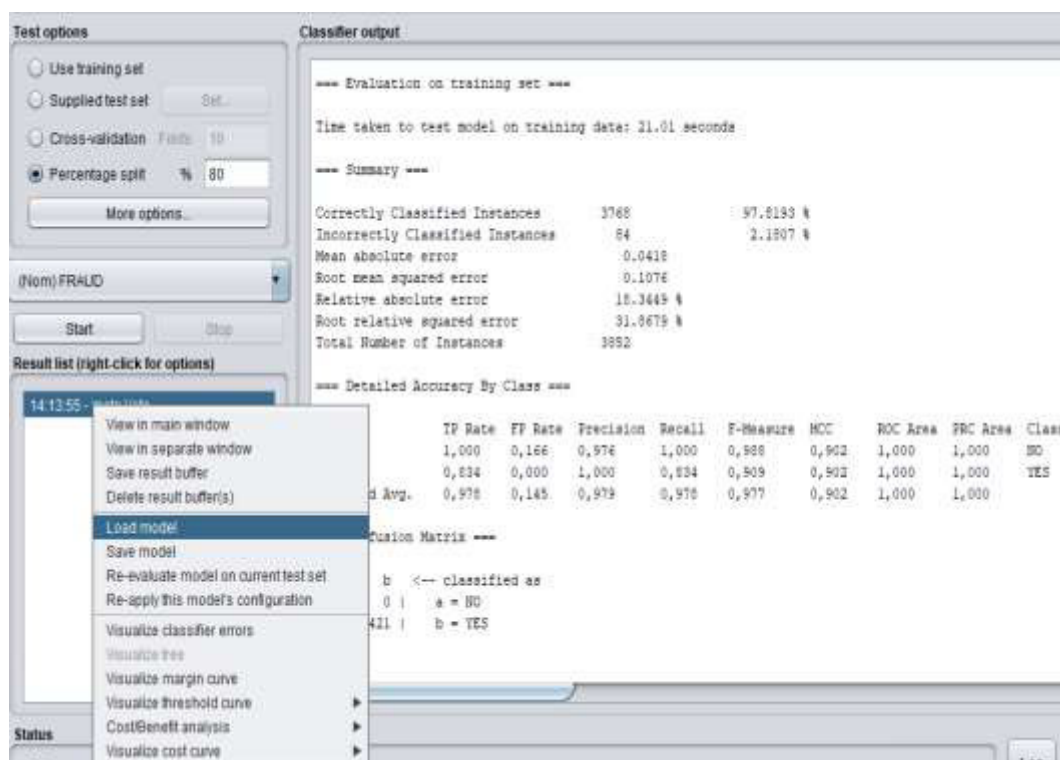 Test options
Use training set
Supplied test set Set...
Cross-validation Folds 10
Percentage split % 80
More options...
(Nom) FRAUD
Start Stop
Result list (right-click for options)
14:13:55 -
View in main window
View in separate window
Save result buffer
Delete result buffer(s)
Load model
Save model
Re-evaluate model on current test set
Re-apply this model's configuration
Visualize classifier errors
Visualize tree
Visualize margin curve
Visualize threshold curve
Cost/Benefit analysis
Visualize cost curve
Status
Classifier output
=== Evaluation on training set ===
Time taken to test model on training data: 21.01 seconds
=== Summary ===
Correctly Classified Instances 3768 97.8193 %
Incorrectly Classified Instances 84 2.1807 %
Mean absolute error 0.0418
Root mean squared error 0.1076
Relative absolute error 18.3449 %
Root relative squared error 31.8679 %
Total Number of Instances 3852
=== Detailed Accuracy By Class ===
TP Rate FP Rate Precision Recall F-Measure MCC ROC Area PRC Area Clas
1,000 0,166 0,976 1,000 0,988 0,902 1,000 1,000 NO
0,834 0,000 1,000 0,834 0,909 0,902 1,000 1,000 YES
d Avg. 0,978 0,145 0,979 0,978 0,977 0,902 1,000 1,000
fusion Matrix ===
b <-- classified as
0 | a = NO
421 | b = YES